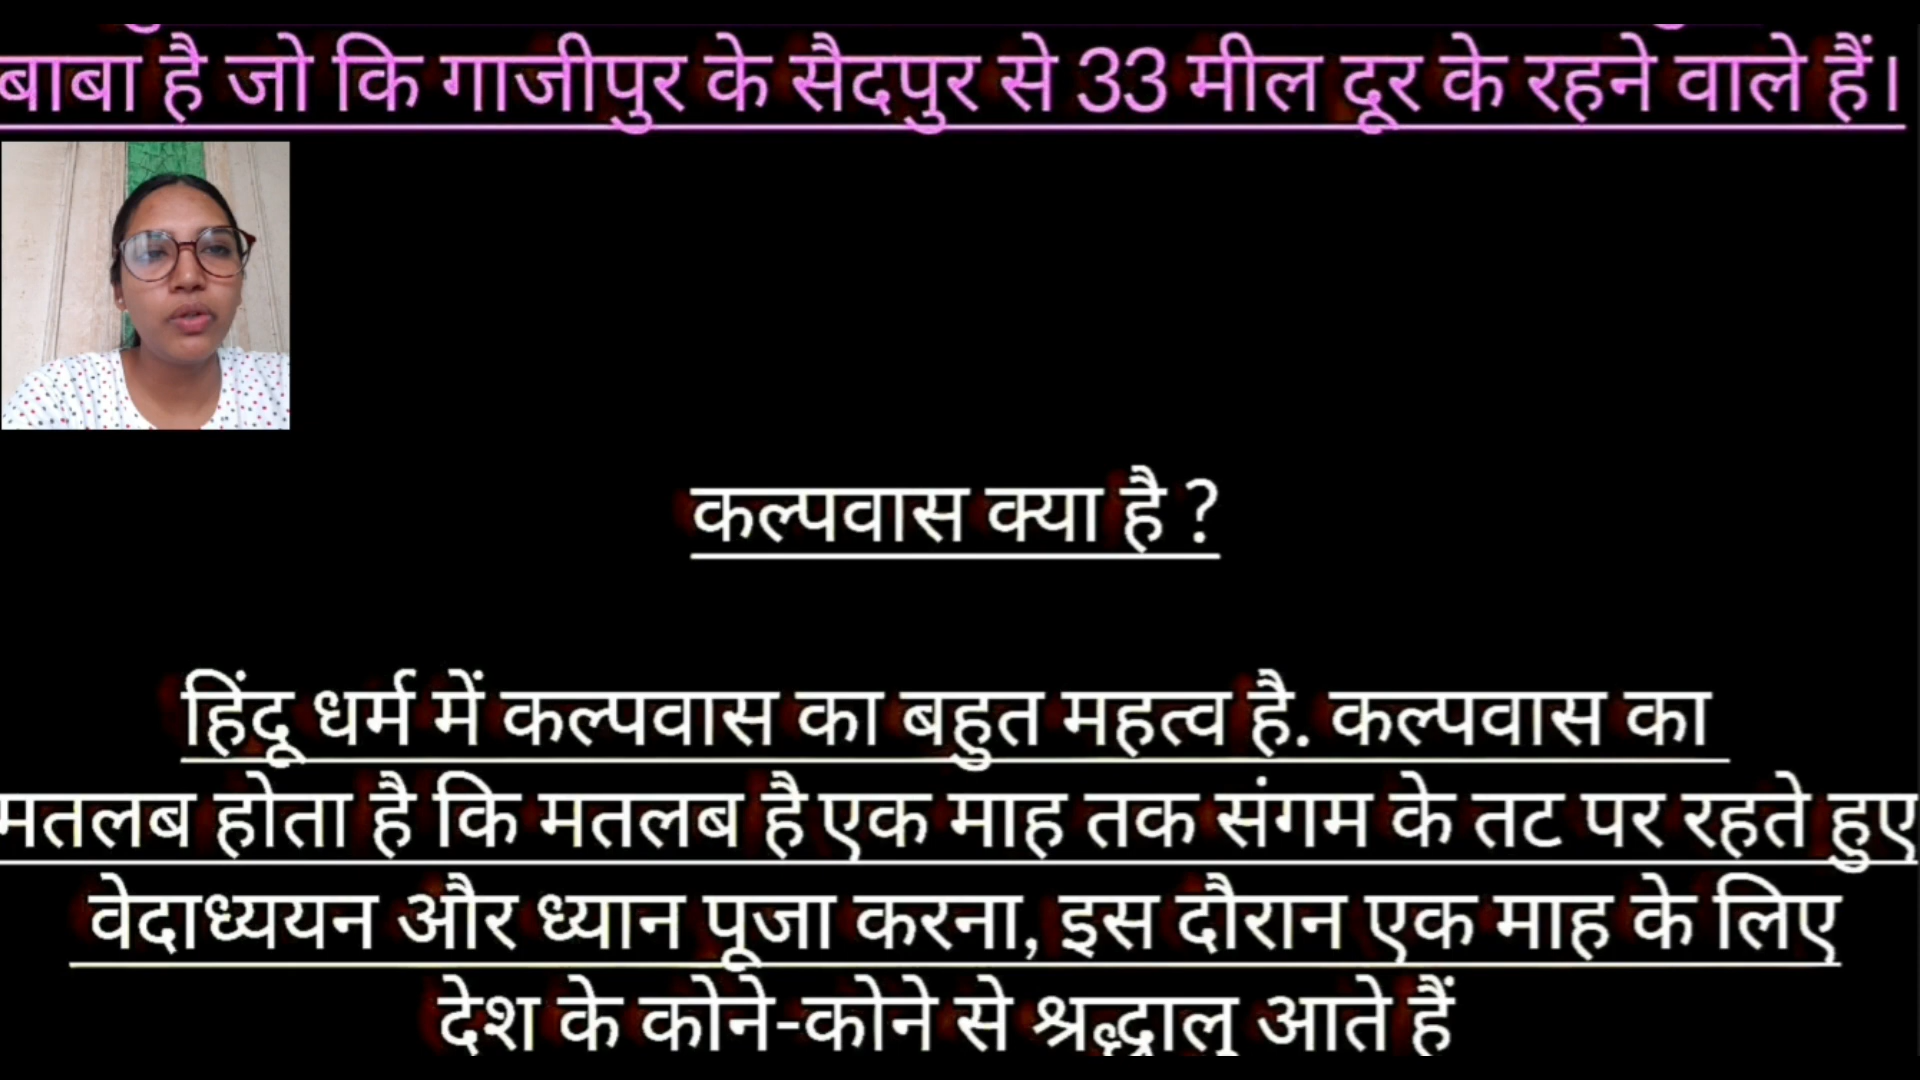 बाबा है जो कि गाजीपुर के सैदपुर से 33 मील दूर के रहने वाले हैं।
कल्पवास क्या है ?
हिंदू धर्म में कल्पवास का बहुत महत्व है. कल्पवास का
मतलब होता है कि मतलब है एक माह तक संगम के तट पर रहते हुए
वेदाध्ययन और ध्यान पूजा करना, इस दौरान एक माह के लिए
देश के कोने-कोने से श्रद्धालु आते हैं